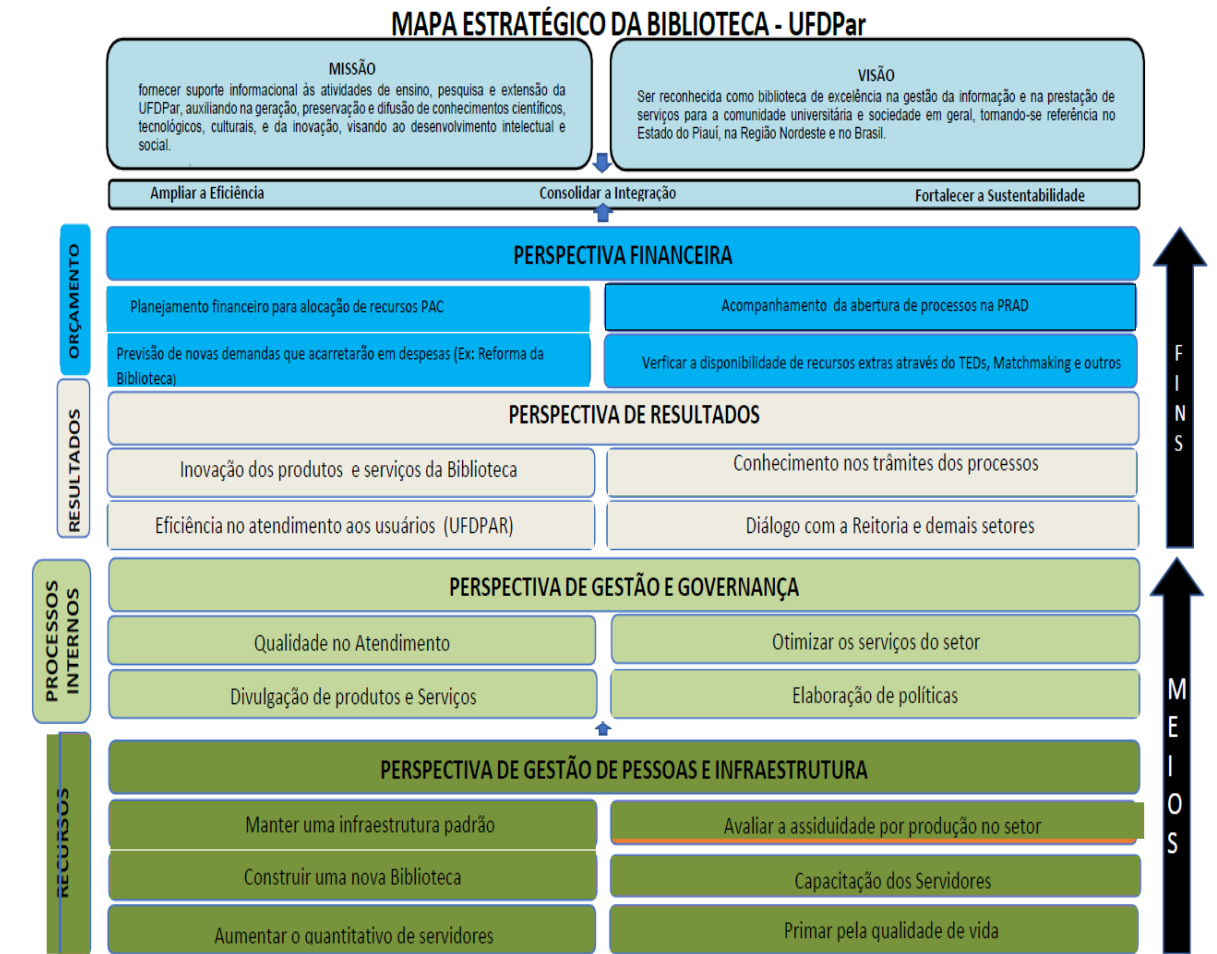 MAPA ESTRATÉGICO DA BIBLIOTECA - UFDPar
MISSÃO
fornecer suporte informacional às atividades de ensino, pesquisa e extensão da
UFDPar, auxiliando na geração, preservação e difusão de conhecimentos científicos,
tecnológicos, culturais, e da inovação, visando ao desenvolvimento intelectual e
social.
VISÃO
Ser reconhecida como biblioteca de excelência na gestão da informação e na prestação de
serviços para a comunidade universitária e sociedade em geral, tornando-se referência no
Estado do Piauí, na Região Nordeste e no Brasil.
Ampliar a Eficiência
Consolidar a Integração
Fortalecer a Sustentabilidade
ORÇAMENTO
PERSPECTIVA FINANCEIRA
Planejamento financeiro para alocação de recursos PAC
Acompanhamento da abertura de processos na PRAD
Previsão de novas demandas que acarretarão em despesas (Ex: Reforma da
Biblioteca)
Verficar a disponibilidade de recursos extras através do TEDs, Matchmaking e outros
RESULTADOS
PERSPECTIVA DE RESULTADOS
Inovação dos produtos e serviços da Biblioteca
Conhecimento nos trâmites dos processos
Eficiência no atendimento aos usuários (UFDPAR)
Diálogo com a Reitoria e demais setores
FINS
PROCESSOS
INTERNOS
PERSPECTIVA DE GESTÃO E GOVERNANÇA
Qualidade no Atendimento
Otimizar os serviços do setor
Divulgação de produtos e Serviços
Elaboração de políticas
RECURSOS
PERSPECTIVA DE GESTÃO DE PESSOAS E INFRAESTRUTURA
Manter uma infraestrutura padrão
Avaliar a assiduidade por produção no setor
Construir uma nova Biblioteca
Capacitação dos Servidores
Aumentar o quantitativo de servidores
Primar pela qualidade de vida
MEIOS